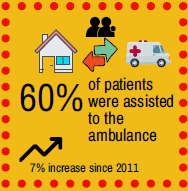 60% of patients
were assisted
to the
ambulance
7% increase since 2011